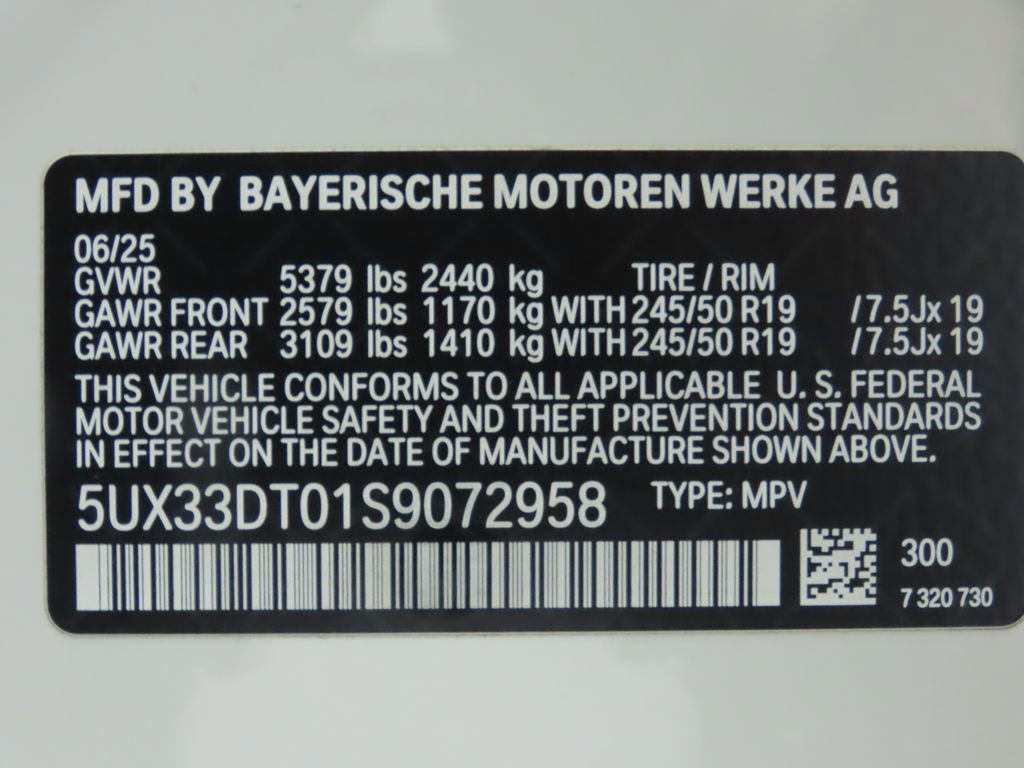 MFD BY BAYERISCHE MOTOREN WERKE AG
06/25
GVWR 5379 lbs 2440 kg TIRE / RIM
GAWR FRONT 2579 lbs 1170 kg WITH 245/50 R19 /7.5Jx 19
GAWR REAR 3109 lbs 1410 kg WITH 245/50 R19 /7.5Jx 19
THIS VEHICLE CONFORMS TO ALL APPLICABLE U. S. FEDERAL
MOTOR VEHICLE SAFETY AND THEFT PREVENTION STANDARDS
IN EFFECT ON THE DATE OF MANUFACTURE SHOWN ABOVE.
5UX33DT01S9072958 TYPE: MPV
300
7 320 730